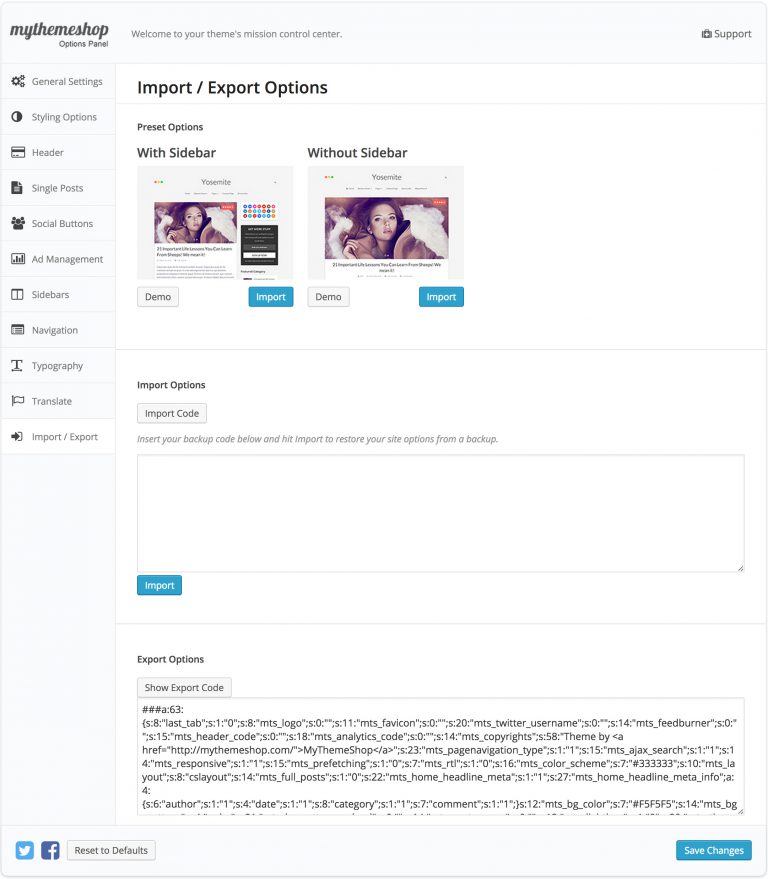 mythemeshop
Options Panel
Welcome to your theme's mission control center.
Support
General Settings
Styling Options
Header
Single Posts
Social Buttons
Ad Management
Sidebars
Navigation
Typography
Translate
Import / Export
Import / Export Options
Preset Options
With Sidebar
Without Sidebar
Yosemite
21 Important Life Lessons You Can Learn
From Sheeps! We mean it!
Yosemite
21 Important Life Lessons You Can Learn From Sheeps! We
mean it!
Demo
Import
Demo
Import
Import Options
Import Code
Insert your backup code below and hit Import to restore your site options from a backup.
Import
Export Options
Show Export Code
###a:63:
{s:8:"last_tab";s:1:"0";s:8:"mts_logo";s:0:"";s:11:"mts_favicon";s:0:"";s:20:"mts_twitter_username";s:0:"";s:14:"mts_feedburner";s:0:"
";s:15:"mts_header_code";s:0:"";s:18:"mts_analytics_code";s:0:"";s:14:"mts_copyrights";s:58:"Theme by <a
href="http://mythemeshop.com/">MyThemeShop</a>";s:23:"mts_pagenavigation_type";s:1:"1";s:15:"mts_ajax_search";s:1:"1";s:1
4:"mts_responsive";s:1:"1";s:15:"mts_prefetching";s:1:"0";s:7:"mts_rtl";s:1:"0";s:16:"mts_color_scheme";s:7:"#333333";s:10:"mts_la
yout";s:8:"cslayout";s:14:"mts_full_posts";s:1:"0";s:22:"mts_home_headline_meta";s:1:"1";s:27:"mts_home_headline_meta_info";a:
4:
{s:6:"author";s:1:"1";s:4:"date";s:1:"1";s:8:"category";s:1:"1";s:7:"comment";s:1:"1";}s:12:"mts_bg_color";s:7:"#F5F5F5";s:14:"mts_bg
Reset to Defaults
Save Changes